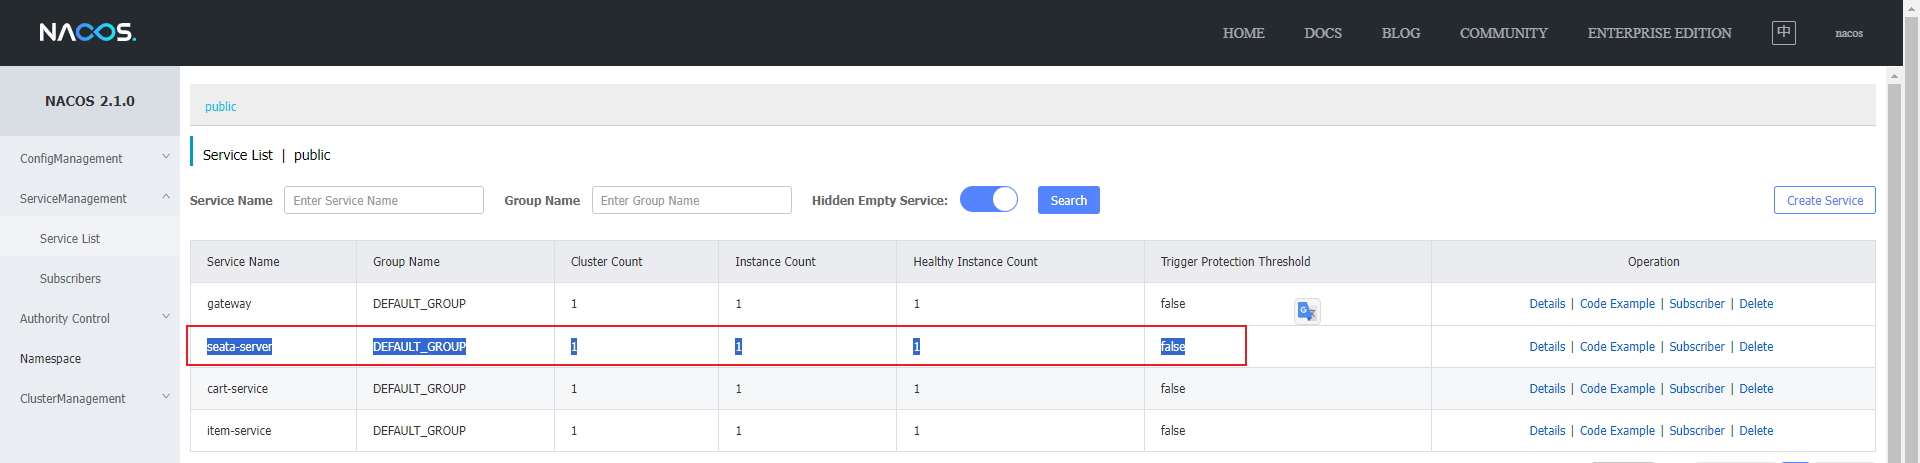 NACOS.
HOME DOCS BLOG COMMUNITY ENTERPRISE EDITION 中 nacos
NACOS 2.1.0
ConfigManagement
ServiceManagement
Service List
Subscribers
Authority Control
Namespace
ClusterManagement
public
Service List | public
Service Name Enter Service Name Group Name Enter Group Name Hidden Empty Service: Search Create Service
Service Name Group Name Cluster Count Instance Count Healthy Instance Count Trigger Protection Threshold Operation
gateway DEFAULT_GROUP 1 1 1 false Details | Code Example | Subscriber | Delete
seata-server DEFAULT_GROUP 1 1 1 false Details | Code Example | Subscriber | Delete
cart-service DEFAULT_GROUP 1 1 1 false Details | Code Example | Subscriber | Delete
item-service DEFAULT_GROUP 1 1 1 false Details | Code Example | Subscriber | Delete